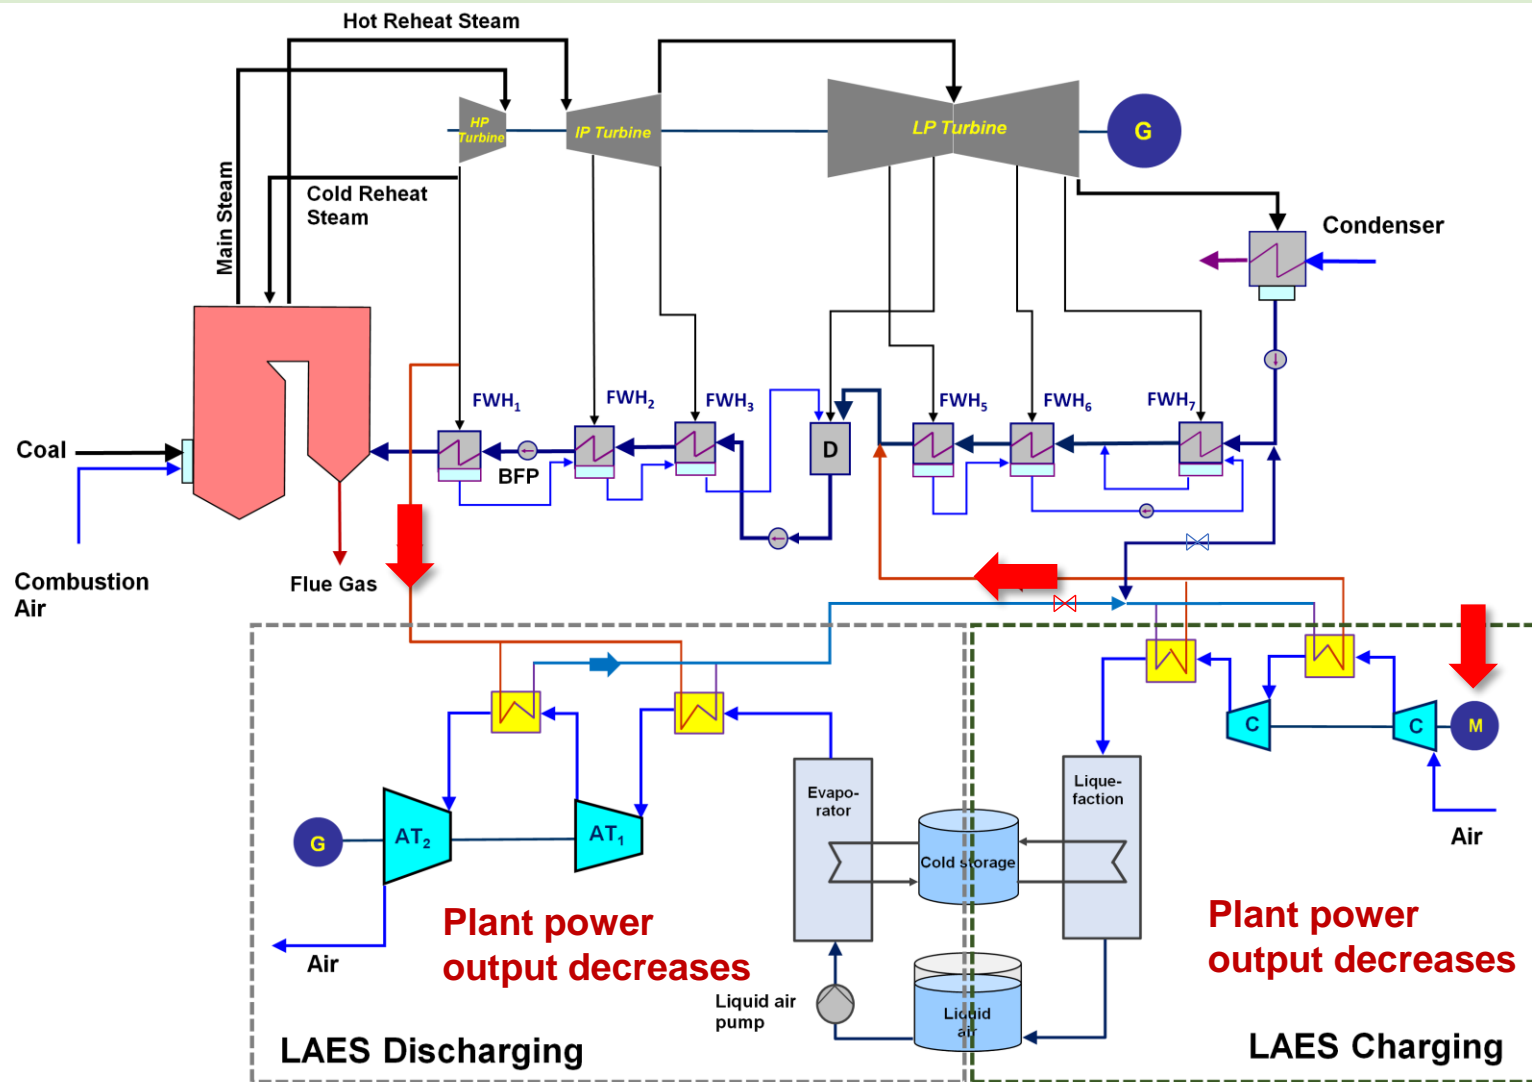 Hot Reheat Steam
Main Steam
HP
Turbine
IP Turbine
LP Turbine
G
Cold Reheat
Steam
Condenser
FWH1
FWH2
FWH3
FWH5
FWH6
FWH7
Coal
BFP
D
Combustion
Air
Flue Gas
Evapo-
rator
Lique-
faction
C
C
M
G
AT2
AT1
Cold storage
Air
Air
Plant power
output decreases
Plant power
output decreases
Liquid air
pump
Liquid
air
LAES Discharging
LAES Charging